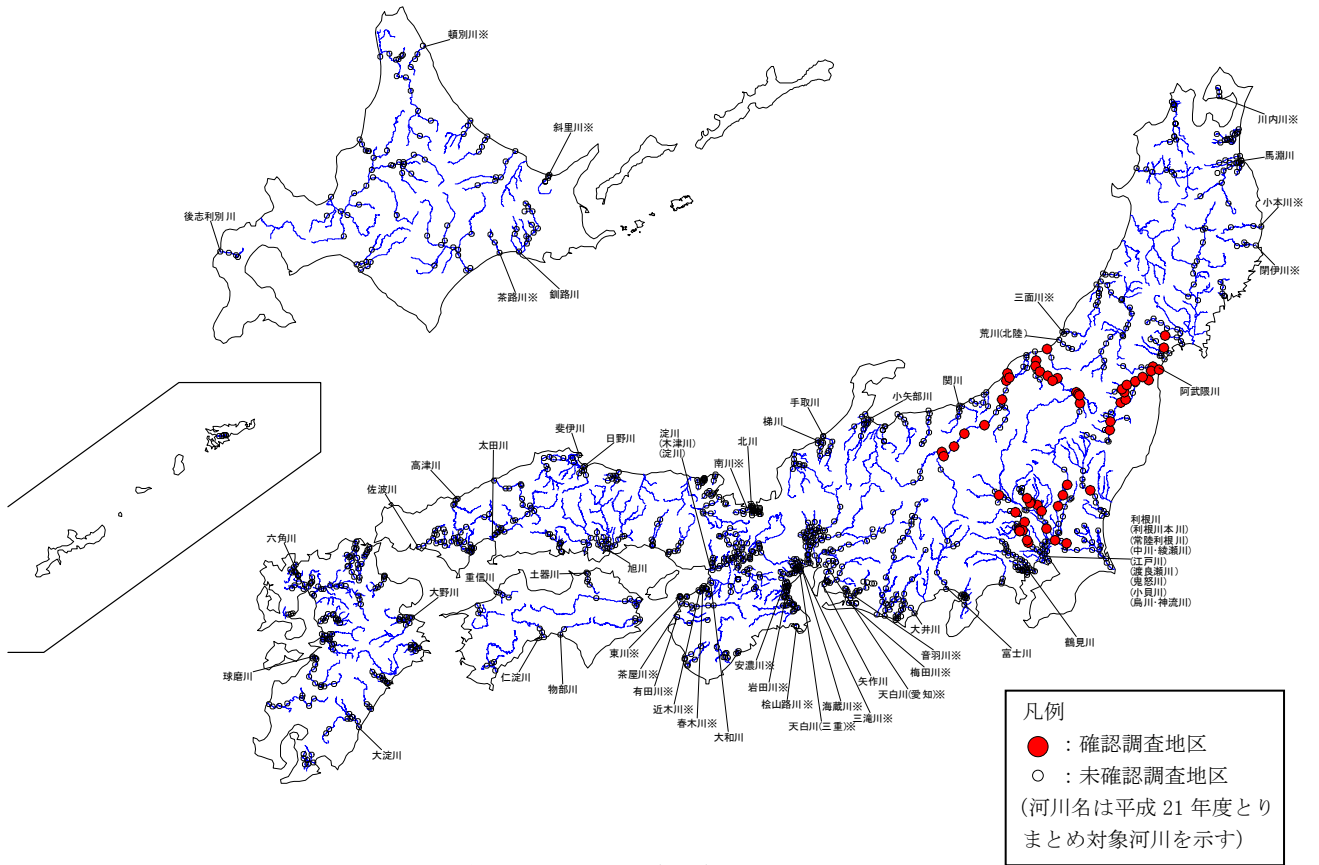 頓別川※
斜里川※
後志利別川
茶路川※
釧路川
川内川※
馬淵川
小本川※
閉伊川※
三面川※
荒川(北陸)
阿武隈川
関川
小矢部川
手取川
梯川
北川
南川※
淀川
(木津川)
(淀川)
日野川
斐伊川
太田川
高津川
佐波川
六角川
重信川
土器川
旭川
大野川
球磨川
大淀川
仁淀川
物部川
東川※
茶屋川※
有田川※
近木川※
春木川※
大和川
安濃川※
岩田川※
桧山路川※
天白川(三重)※
海蔵川※
三滝川※
矢作川
天白川(愛知)※
梅田川※
音羽川※
大井川
富士川
鶴見川
利根川
(利根川本川)
(常陸利根川)
(中川・綾瀬川)
(江戸川)
(渡良瀬川)
(鬼怒川)
(小貝川)
(烏川・神流川)
凡例
:確認調査地区
:未確認調査地区
(河川名は平成 21 年度とり
まとめ対象河川を示す)